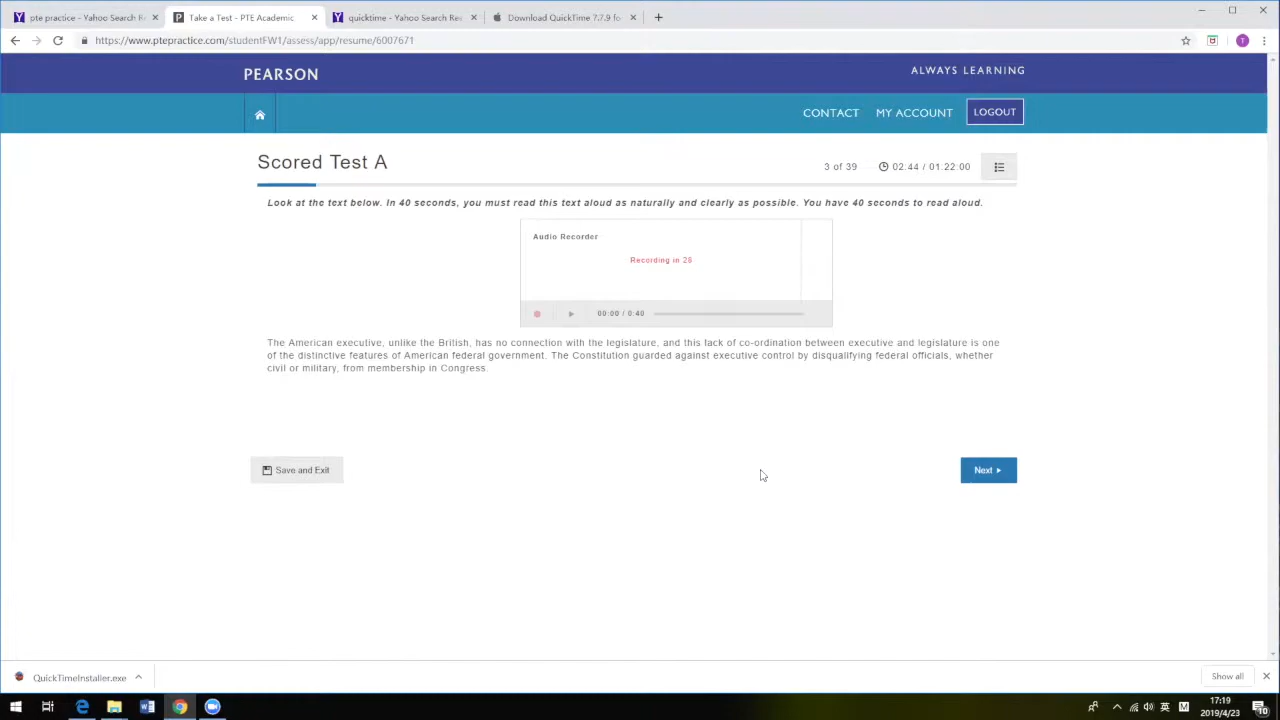 pte practice - Yahoo Search Re
Take a Test - PTE Academic
quicktime - Yahoo Search Res
Download QuickTime 7.7.9 fo
https://www.ptepractice.com/studentFW1/assess/app/resume/6007671
T
PEARSON
ALWAYS LEARNING
CONTACT
MY ACCOUNT
LOGOUT
Scored Test A
3 of 39
02:44 / 01:22:00
Look at the text below. In 40 seconds, you must read this text aloud as naturally and clearly as possible. You have 40 seconds to read aloud.
Audio Recorder
Recording in 28
00:00 / 0:40
The American executive, unlike the British, has no connection with the legislature, and this lack of co-ordination between executive and legislature is one
of the distinctive features of American federal government. The Constitution guarded against executive control by disqualifying federal officials, whether
civil or military, from membership in Congress.
Save and Exit
Next
QuickTimeInstaller.exe
Show all
英
M
17:19
2019/4/23
10